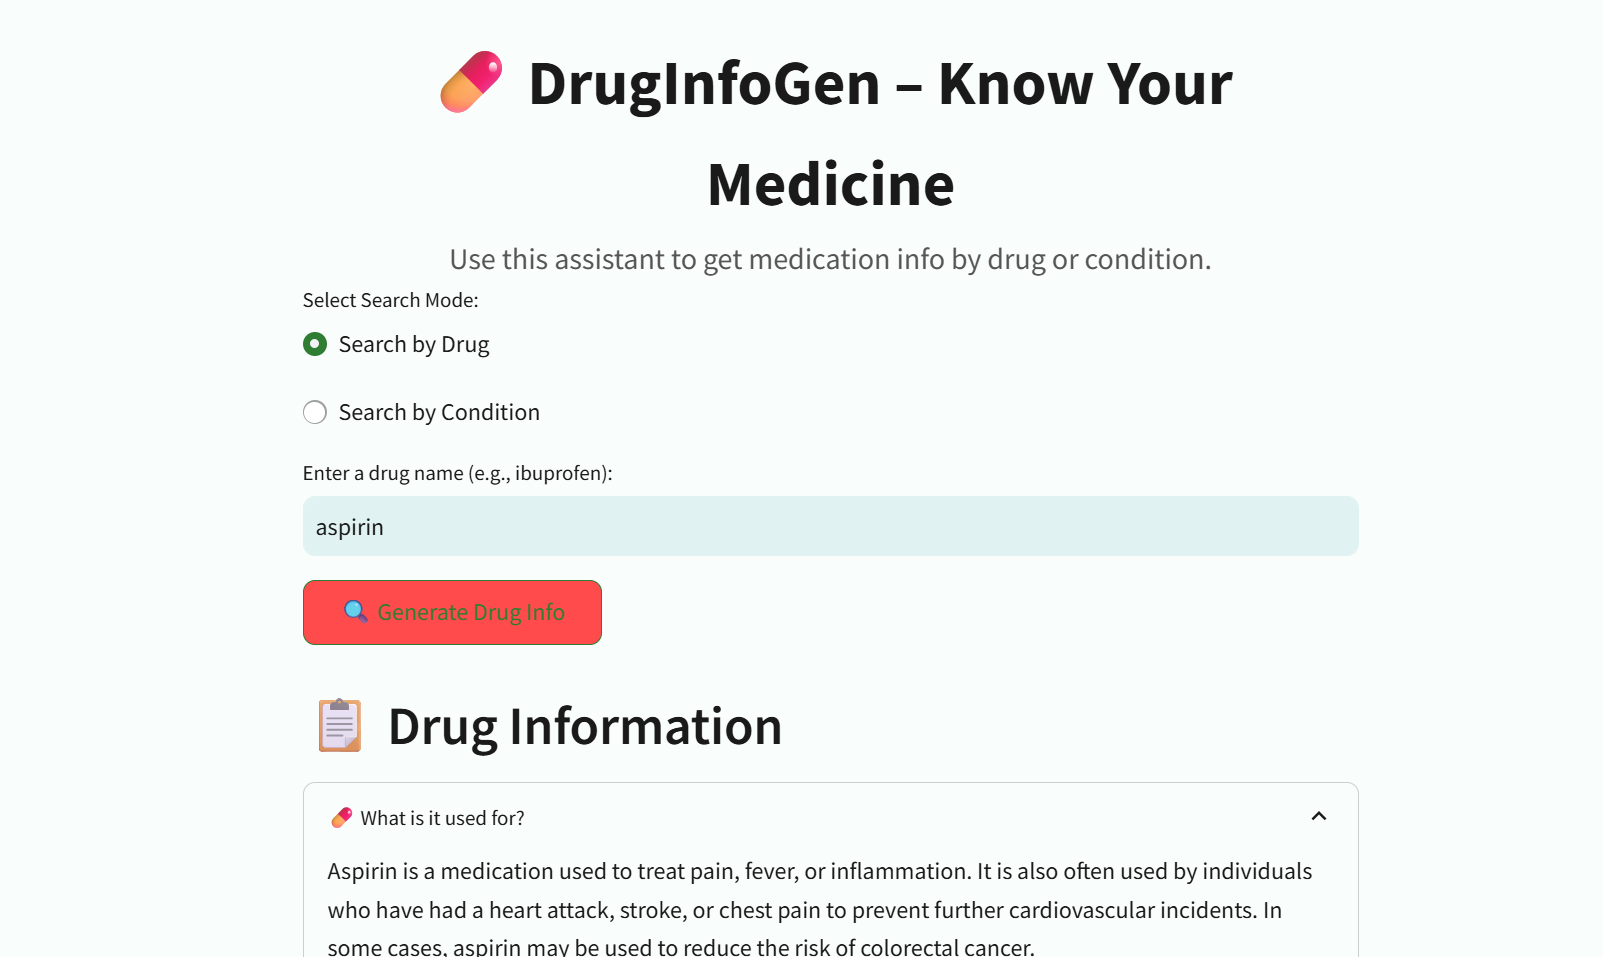 DrugInfoGen – Know Your
Medicine
Use this assistant to get medication info by drug or condition.
Select Search Mode:
Search by Drug
Search by Condition
Enter a drug name (e.g., ibuprofen):
aspirin
Generate Drug Info
Drug Information
What is it used for?
Aspirin is a medication used to treat pain, fever, or inflammation. It is also often used by individuals
who have had a heart attack, stroke, or chest pain to prevent further cardiovascular incidents. In
some cases, aspirin may be used to reduce the risk of colorectal cancer.